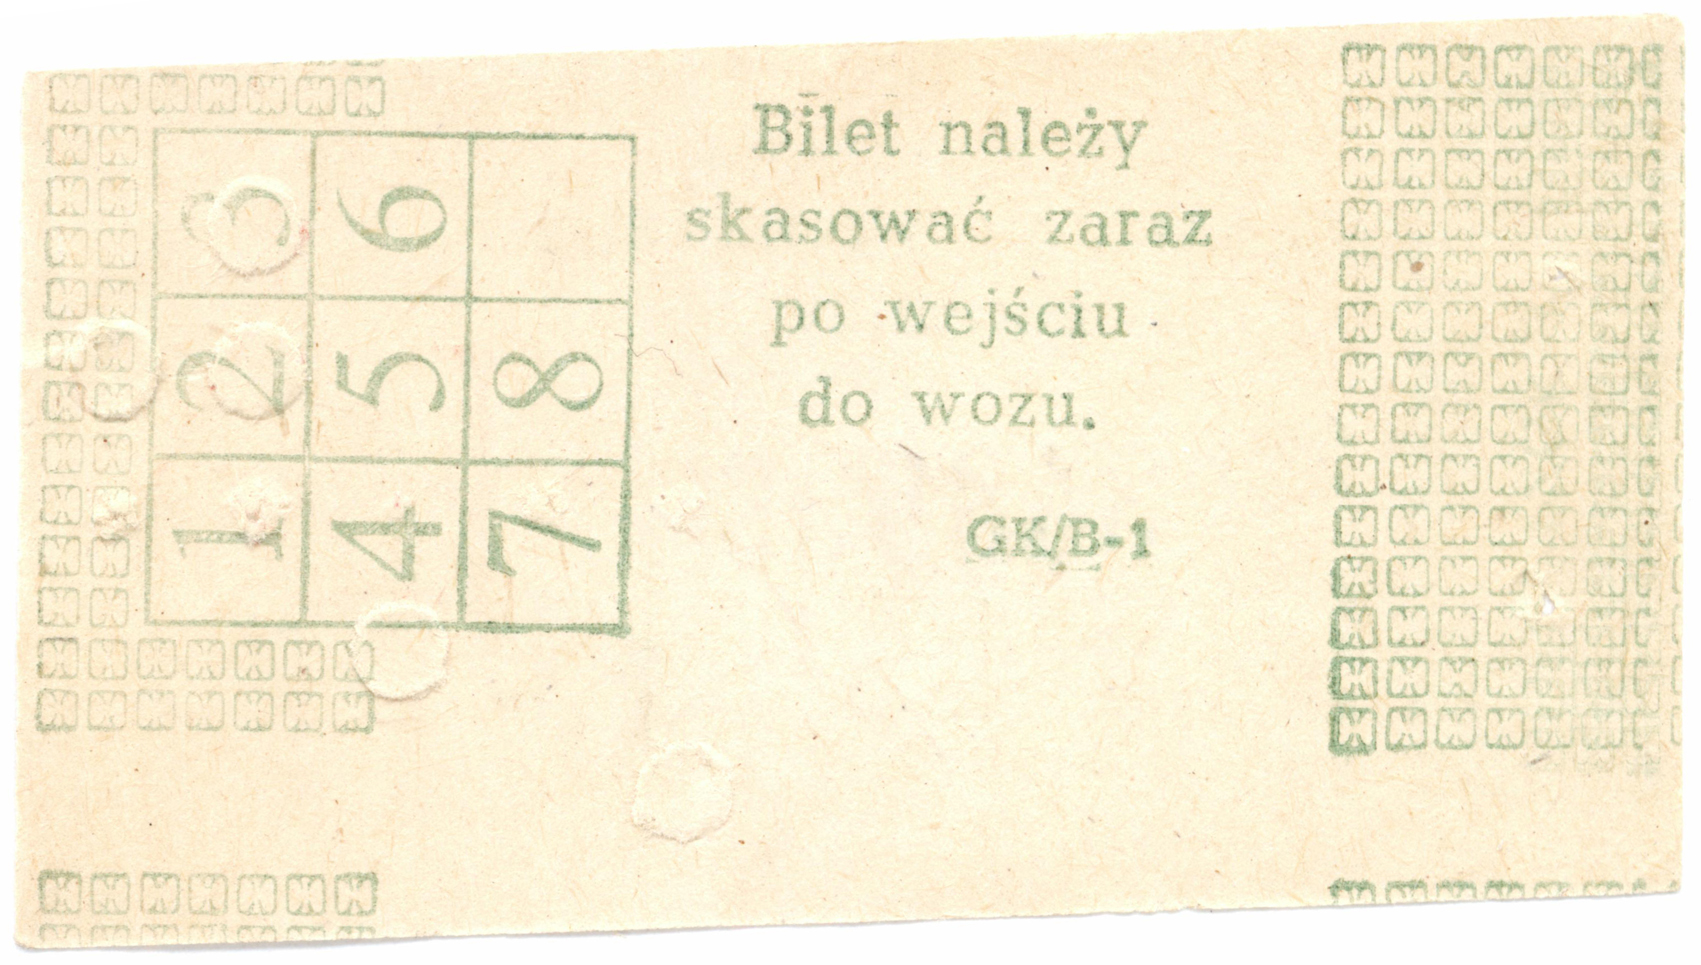 3 6
2 5 8
1 4 7
Bilet należy
skasować zaraz
po wejściu
do wozu.
GK/B-1